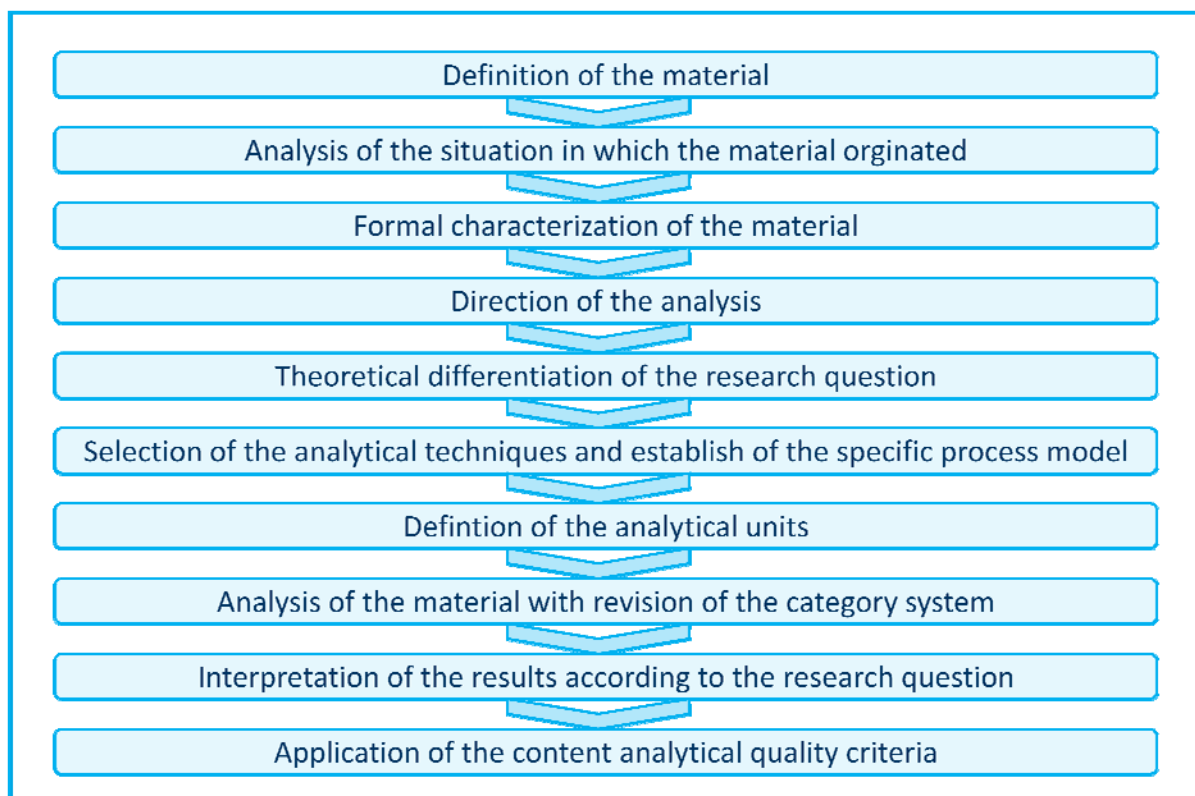 Definition of the material
Analysis of the situation in which the material orginated
Formal characterization of the material
Direction of the analysis
Theoretical differentiation of the research question
Selection of the analytical techniques and establish of the specific process model
Defintion of the analytical units
Analysis of the material with revision of the category system
Interpretation of the results according to the research question
Application of the content analytical quality criteria